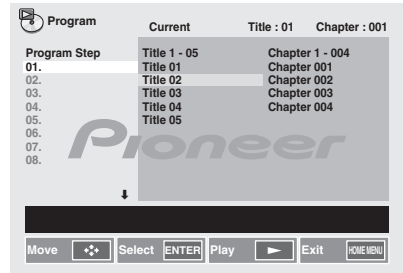 Program
Current Title : 01 Chapter : 001
Program Step Title 1 - 05 Chapter 1 - 004
01. Title 01 Chapter 001
02. Title 02 Chapter 002
03. Title 03 Chapter 003
04. Title 04 Chapter 004
05. Title 05
06.
07.
08.
Pioneer
Move Select ENTER Play Exit HOME MENU